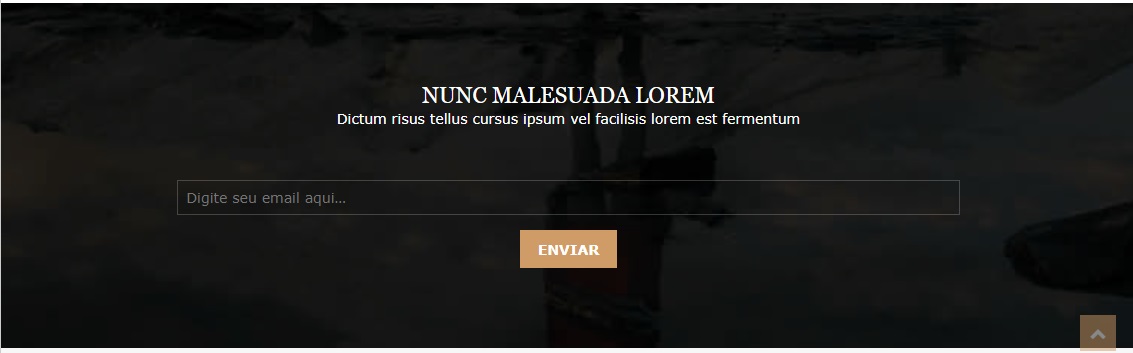 NUNC MALESUADA LOREM
Dictum risus tellus cursus ipsum vel facilisis lorem est fermentum
Digite seu email aqui...
ENVIAR